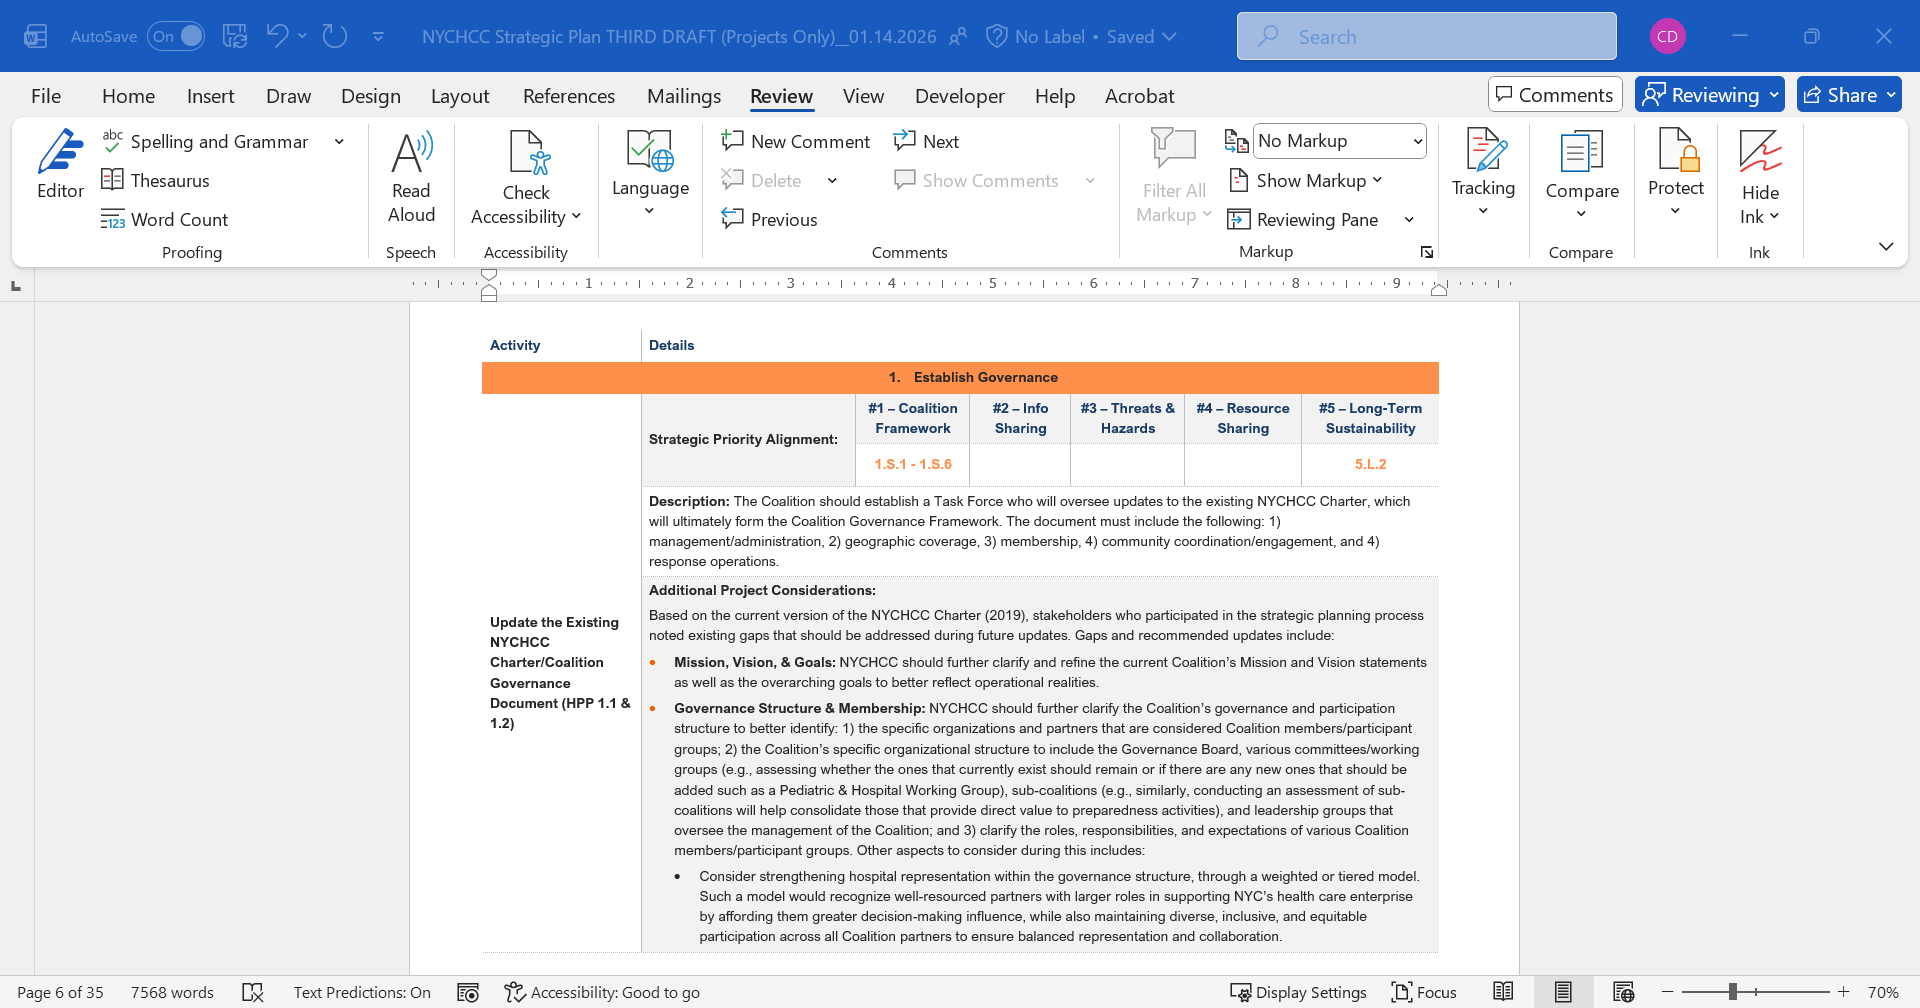 AutoSave On NYCHCC Strategic Plan THIRD DRAFT (Projects Only)_01.14.2026 No Label • Saved Search CD
File Home Insert Draw Design Layout References Mailings Review View Developer Help Acrobat Comments Reviewing Share
Editor
abc Spelling and Grammar
Thesaurus
123 Word Count
Proofing
Read Aloud
Speech
Check Accessibility
Accessibility
Language
New Comment
Delete
Previous
Next
Show Comments
Comments
Filter All Markup
No Markup
Show Markup
Reviewing Pane
Markup
Tracking
Compare
Compare
Protect
Hide Ink
Ink
1 2 3 4 5 6 7 8 9
Activity Details
1. Establish Governance
Strategic Priority Alignment:
#1 – Coalition Framework
#2 – Info Sharing
#3 – Threats & Hazards
#4 – Resource Sharing
#5 – Long-Term Sustainability
1.S.1 - 1.S.6 5.L.2
Update the Existing
NYCHCC
Charter/Coalition
Governance
Document (HPP 1.1 &
1.2)
Description: The Coalition should establish a Task Force who will oversee updates to the existing NYCHCC Charter, which
will ultimately form the Coalition Governance Framework. The document must include the following: 1)
management/administration, 2) geographic coverage, 3) membership, 4) community coordination/engagement, and 4)
response operations.
Additional Project Considerations:
Based on the current version of the NYCHCC Charter (2019), stakeholders who participated in the strategic planning process
noted existing gaps that should be addressed during future updates. Gaps and recommended updates include:
• Mission, Vision, & Goals: NYCHCC should further clarify and refine the current Coalition’s Mission and Vision statements
as well as the overarching goals to better reflect operational realities.
• Governance Structure & Membership: NYCHCC should further clarify the Coalition’s governance and participation
structure to better identify: 1) the specific organizations and partners that are considered Coalition members/participant
groups; 2) the Coalition’s specific organizational structure to include the Governance Board, various committees/working
groups (e.g., assessing whether the ones that currently exist should remain or if there are any new ones that should be
added such as a Pediatric & Hospital Working Group), sub-coalitions (e.g., similarly, conducting an assessment of sub-
coalitions will help consolidate those that provide direct value to preparedness activities), and leadership groups that
oversee the management of the Coalition; and 3) clarify the roles, responsibilities, and expectations of various Coalition
members/participant groups. Other aspects to consider during this includes:
• Consider strengthening hospital representation within the governance structure, through a weighted or tiered model.
Such a model would recognize well-resourced partners with larger roles in supporting NYC’s health care enterprise
by affording them greater decision-making influence, while also maintaining diverse, inclusive, and equitable
participation across all Coalition partners to ensure balanced representation and collaboration.
Page 6 of 35 7568 words Text Predictions: On Accessibility: Good to go Display Settings Focus 70%